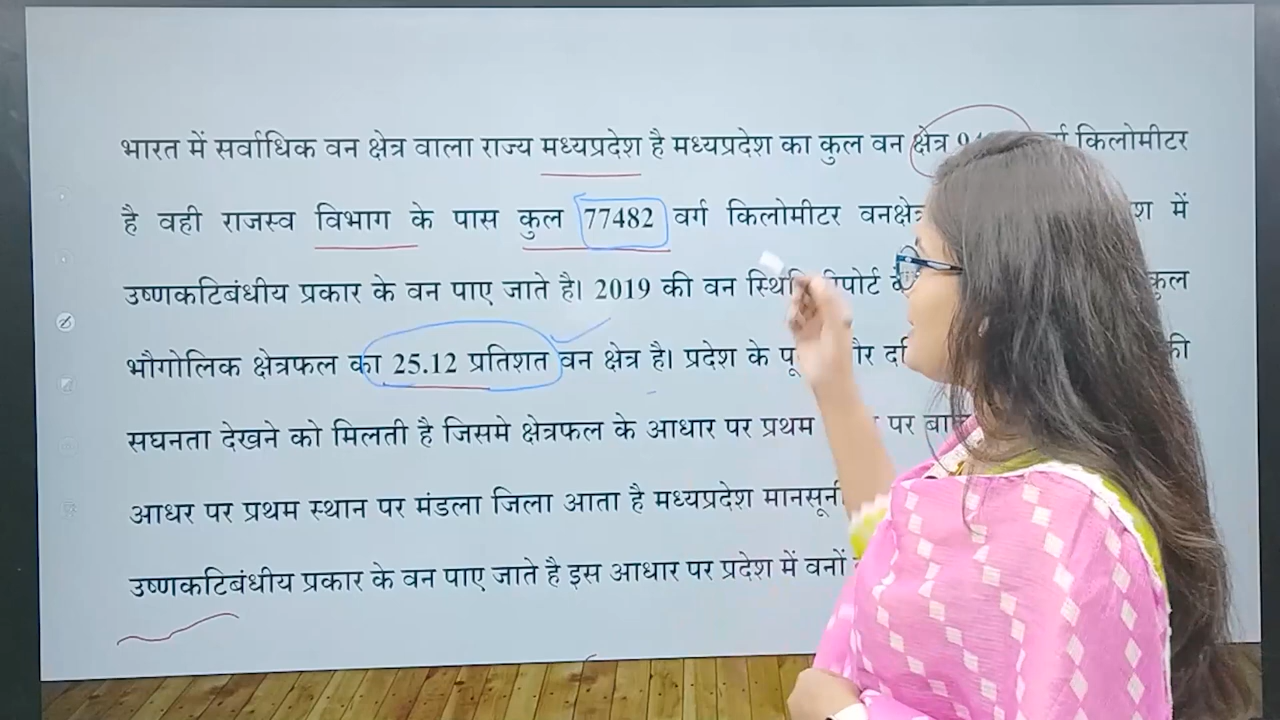 भारत में सर्वाधिक वन क्षेत्र वाला राज्य मध्यप्रदेश है मध्यप्रदेश का कुल वन क्षेत्र किलोमीटर
है वही राजस्व विभाग के पास कुल 77482 वर्ग किलोमीटर में
उष्णकटिबंधीय प्रकार के वन पाए जाते है। 2019 की वन कुल
भौगोलिक क्षेत्रफल का 25.12 प्रतिशत वन क्षेत्र है। प्रदेश के
सघनता देखने को मिलती है जिसमे क्षेत्रफल के आधार पर प्रथम पर
आधर पर प्रथम स्थान पर मंडला जिला आता है मध्यप्रदेश
उष्णकटिबंधीय प्रकार के वन पाए जाते है इस आधार पर प्रदेश में वनों